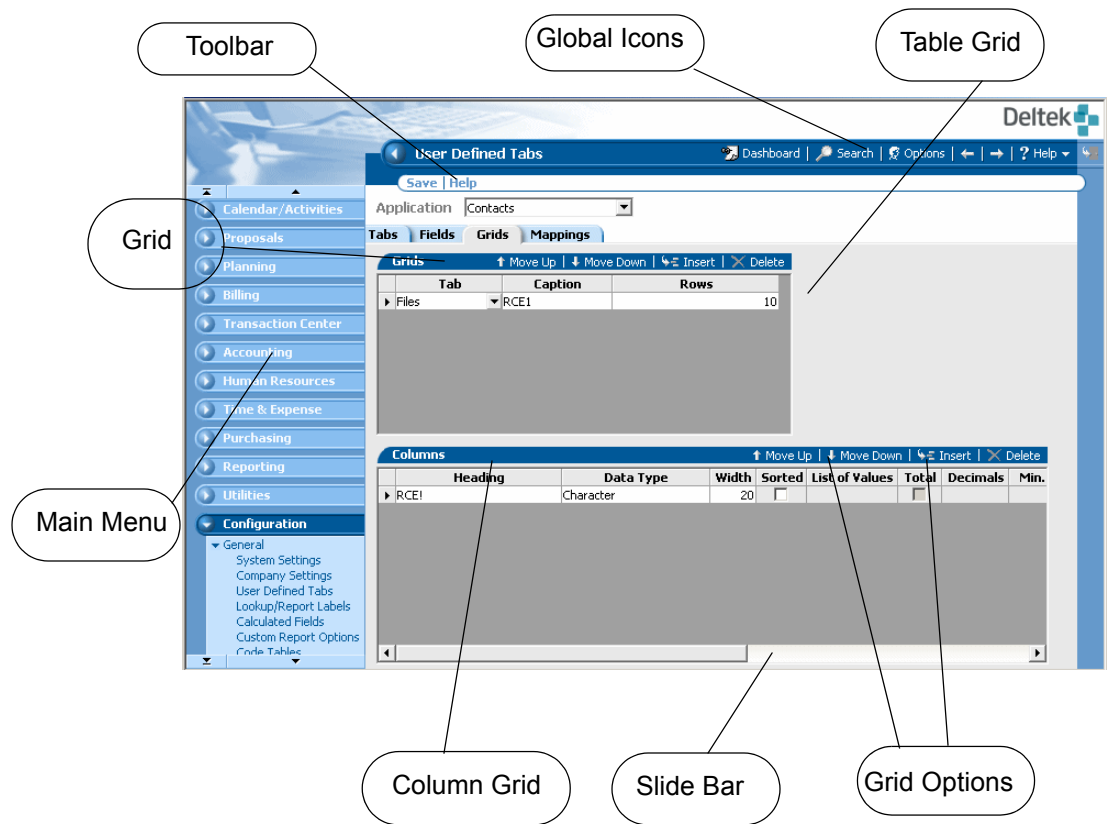 Toolbar
Global Icons
Table Grid
Deltek
User Defined Tabs
Dashboard | Search | Options | ← | → | ? Help
Save | Help
Calendar/Activities
Application Contacts
Grid
Proposals
Tabs Fields Grids Mappings
Planning
Grids Move Up | Move Down | Insert | Delete
Tab Caption Rows
Billing
Files RCE1 10
Transaction Center
Accounting
Human Resources
Time & Expense
Purchasing
Columns Move Up | Move Down | Insert | Delete
Reporting
Heading Data Type Width Sorted List of Values Total Decimals Min.
Utilities
RCE! Character 20
Main Menu
Configuration
General
System Settings
Company Settings
User Defined Tabs
Lookup/Report Labels
Calculated Fields
Custom Report Options
Code Tables
Column Grid
Slide Bar
Grid Options